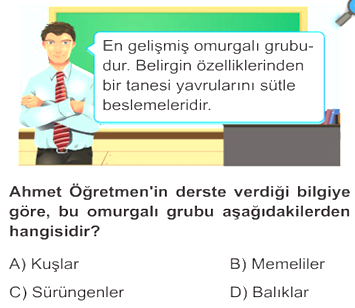 En gelişmiş omurgalı grubu-
dur. Belirgin özelliklerinden
bir tanesi yavrularını sütle
beslemeleridir.
Ahmet Öğretmen'in derste verdiği bilgiye
göre, bu omurgalı grubu aşağıdakilerden
hangisidir?
A) Kuşlar B) Memeliler
C) Sürüngenler D) Balıklar